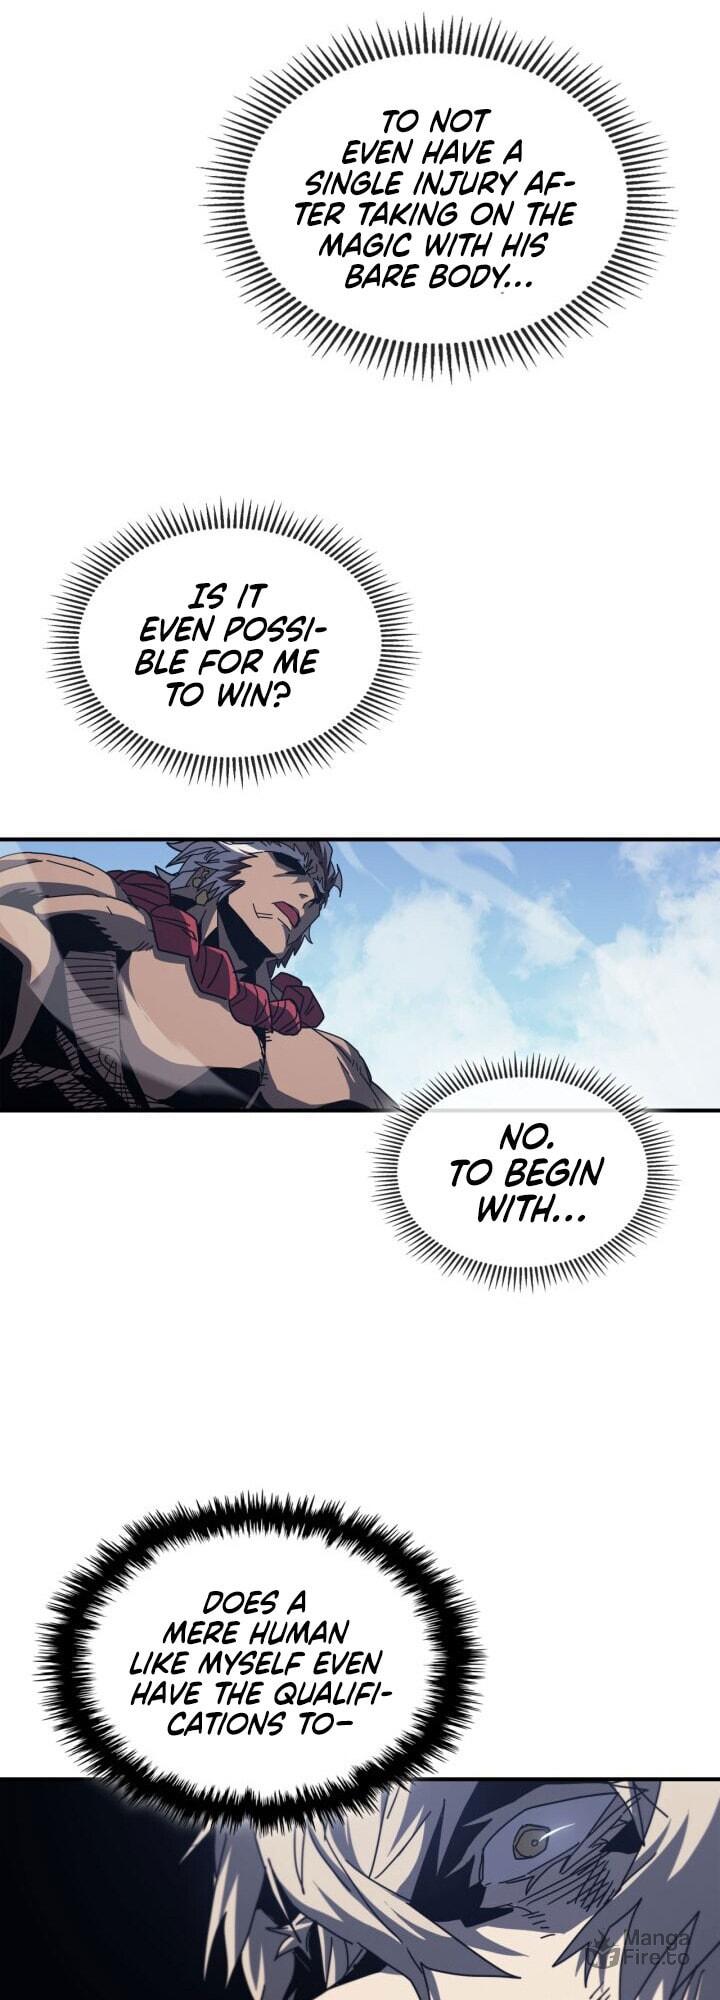 TO NOT
EVEN HAVE A
SINGLE INJURY AF-
TER TAKING ON THE
MAGIC WITH HIS
BARE BODY...
IS IT
EVEN POSSI-
BLE FOR ME
TO WIN?
NO.
TO BEGIN
WITH...
DOES A
MERE HUMAN
LIKE MYSELF EVEN
HAVE THE QUALIFI-
CATIONS TO-
Manga
Fire.to